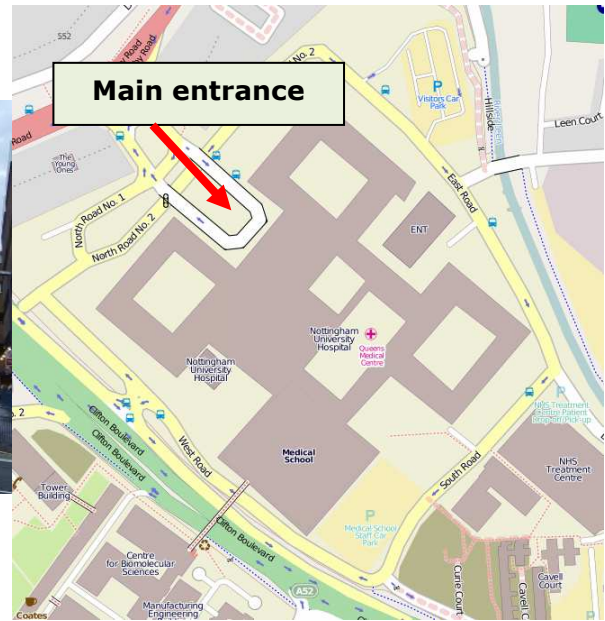 S52
Road
y Road
No. 2
P
Visitors Car
Park
Hillside
Leen Court
Main entrance
Road
The
Young
Ones
East Road
ENT
North Road No. 1
North Road No. 2
Nottingham
University
Hospital
Queens
Medical
Centre
Nottingham
University
Hospital
P
NHS Treatment
Centre Patient
Drop-off Pick-up
. 2
Clifton Boulevard
Clifton Boulevard
West Road
Medical
School
South Road
NHS
Treatment
Centre
Tower
Building
P
Medical School
Staff Car
Park
Clifton Boulevard
Centre
for Biomolecular
Sciences
A52
Curie Court
Cavell
Court
Cavell
Manufacturing
Engineering
Coates